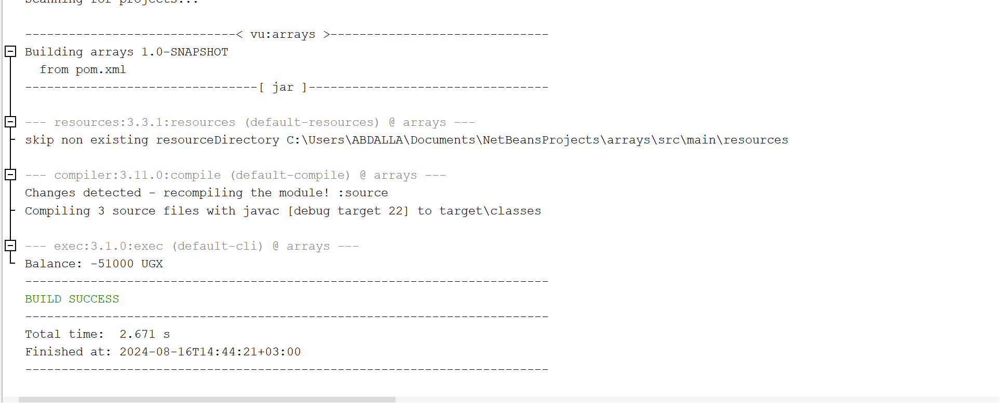 Scanning for projects...
-----------------------------< vu:arrays >------------------------------
Building arrays 1.0-SNAPSHOT
  from pom.xml
--------------------------------[ jar ]---------------------------------
--- resources:3.3.1:resources (default-resources) @ arrays ---
skip non existing resourceDirectory C:\Users\ABDALLA\Documents\NetBeansProjects\arrays\src\main\resources
--- compiler:3.11.0:compile (default-compile) @ arrays ---
Changes detected - recompiling the module! :source
Compiling 3 source files with javac [debug target 22] to target\classes
--- exec:3.1.0:exec (default-cli) @ arrays ---
Balance: -51000 UGX
------------------------------------------------------------------------
BUILD SUCCESS
------------------------------------------------------------------------
Total time:  2.671 s
Finished at: 2024-08-16T14:44:21+03:00
------------------------------------------------------------------------